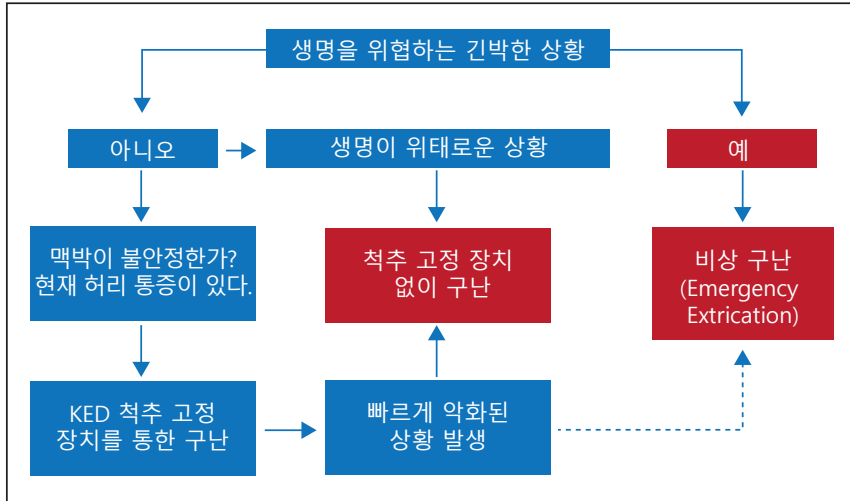 생명을 위협하는 긴박한 상황
아니오
생명이 위태로운 상황
예
맥박이 불안정한가?
현재 허리 통증이 있다.
척추 고정 장치
없이 구난
비상 구난
(Emergency
Extrication)
KED 척추 고정
장치를 통한 구난
빠르게 악화된
상황 발생